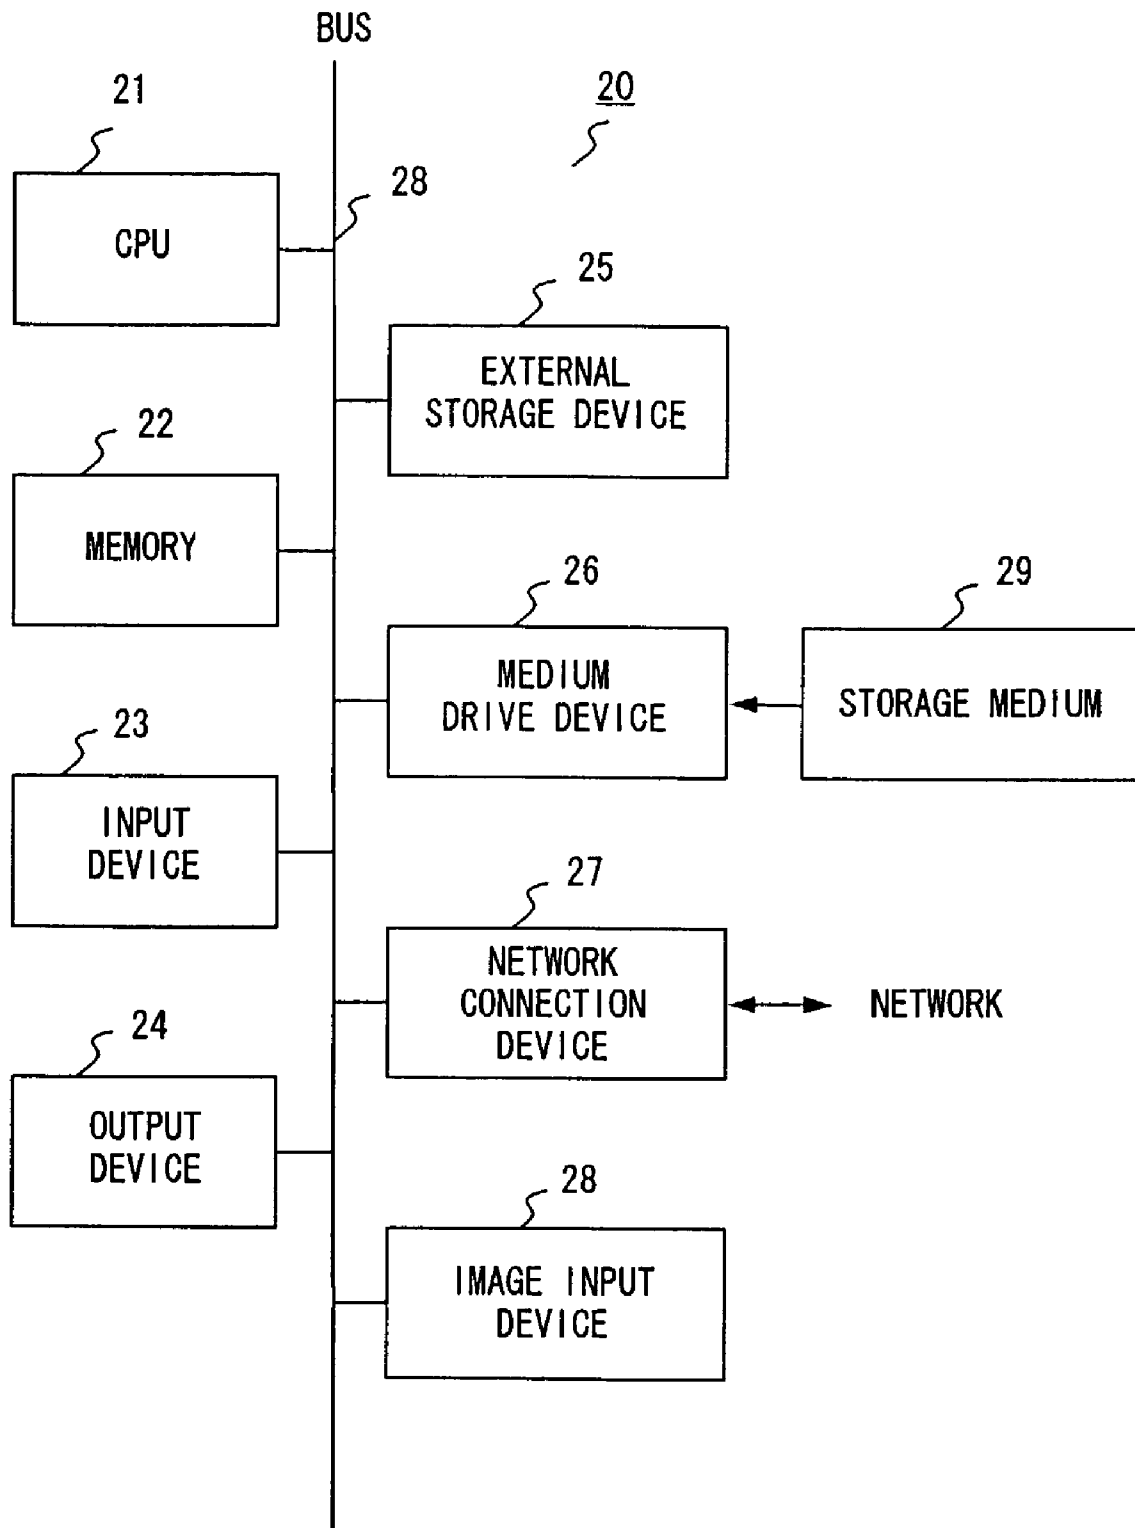 BUS
20
21
28
CPU
25
EXTERNAL
STORAGE DEVICE
22
MEMORY
26
29
MEDIUM
DRIVE DEVICE
STORAGE MEDIUM
23
INPUT
DEVICE
27
NETWORK
CONNECTION
DEVICE
NETWORK
24
OUTPUT
DEVICE
28
IMAGE INPUT
DEVICE